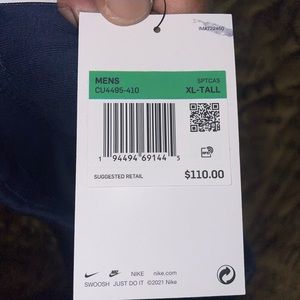 MENS SPTCAS
CU4495-410 XL-TALL
1 94494 69144 5
SUGGESTED RETAIL $110.00
NIKE nike.com
SWOOSH JUST DO IT ©2021 Nike